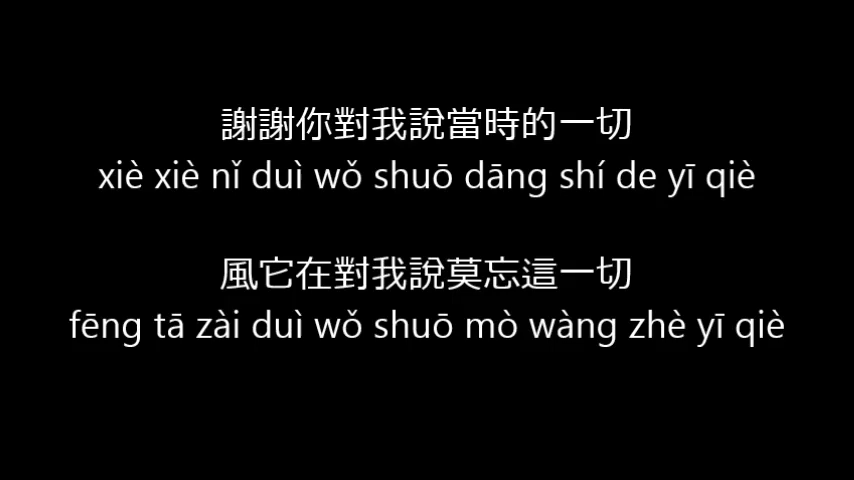 謝謝你對我說當時的一切
xiè xiè nǐ duì wǒ shuō dāng shí de yī qiè
風它在對我說莫忘這一切
fēng tā zài duì wǒ shuō mò wàng zhè yī qiè